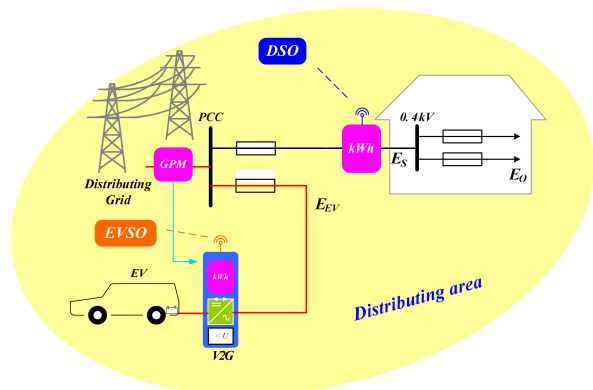 DSO
PCC
0.4kV
kWh
GPM
E_S
E_O
Distributing
Grid
E_EV
EVSO
EV
kWh
< U
V2G
Distributing area